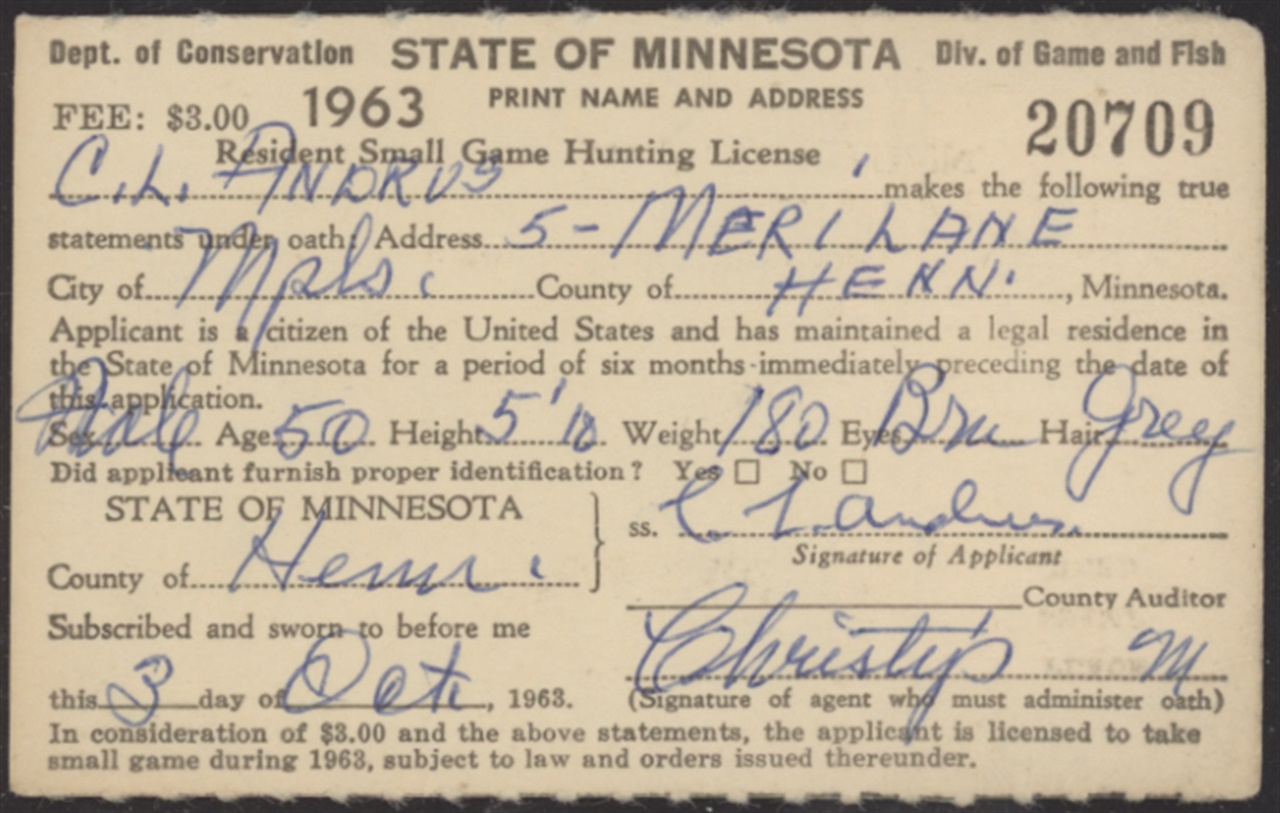 Dept. of Conservation STATE OF MINNESOTA Div. of Game and Fish
FEE: $3.00 1963 PRINT NAME AND ADDRESS 20709
Resident Small Game Hunting License
C.L. ANDRUS makes the following true
statements under oath: Address 5 - MERILANE
City of Mpls. County of HENN. , Minnesota.
Applicant is a citizen of the United States and has maintained a legal residence in
the State of Minnesota for a period of six months immediately preceding the date of
this application.
Sex Male Age 50 Height 5'10 Weight 180 Eyes Brn Hair Grey
Did applicant furnish proper identification? Yes ☐ No ☐
STATE OF MINNESOTA } ss. C. L. Andrus
Signature of Applicant
County of Henn.
County Auditor
Subscribed and sworn to before me
Christy's M
this 3 day of Oct , 1963. (Signature of agent who must administer oath)
In consideration of $3.00 and the above statements, the applicant is licensed to take
small game during 1963, subject to law and orders issued thereunder.